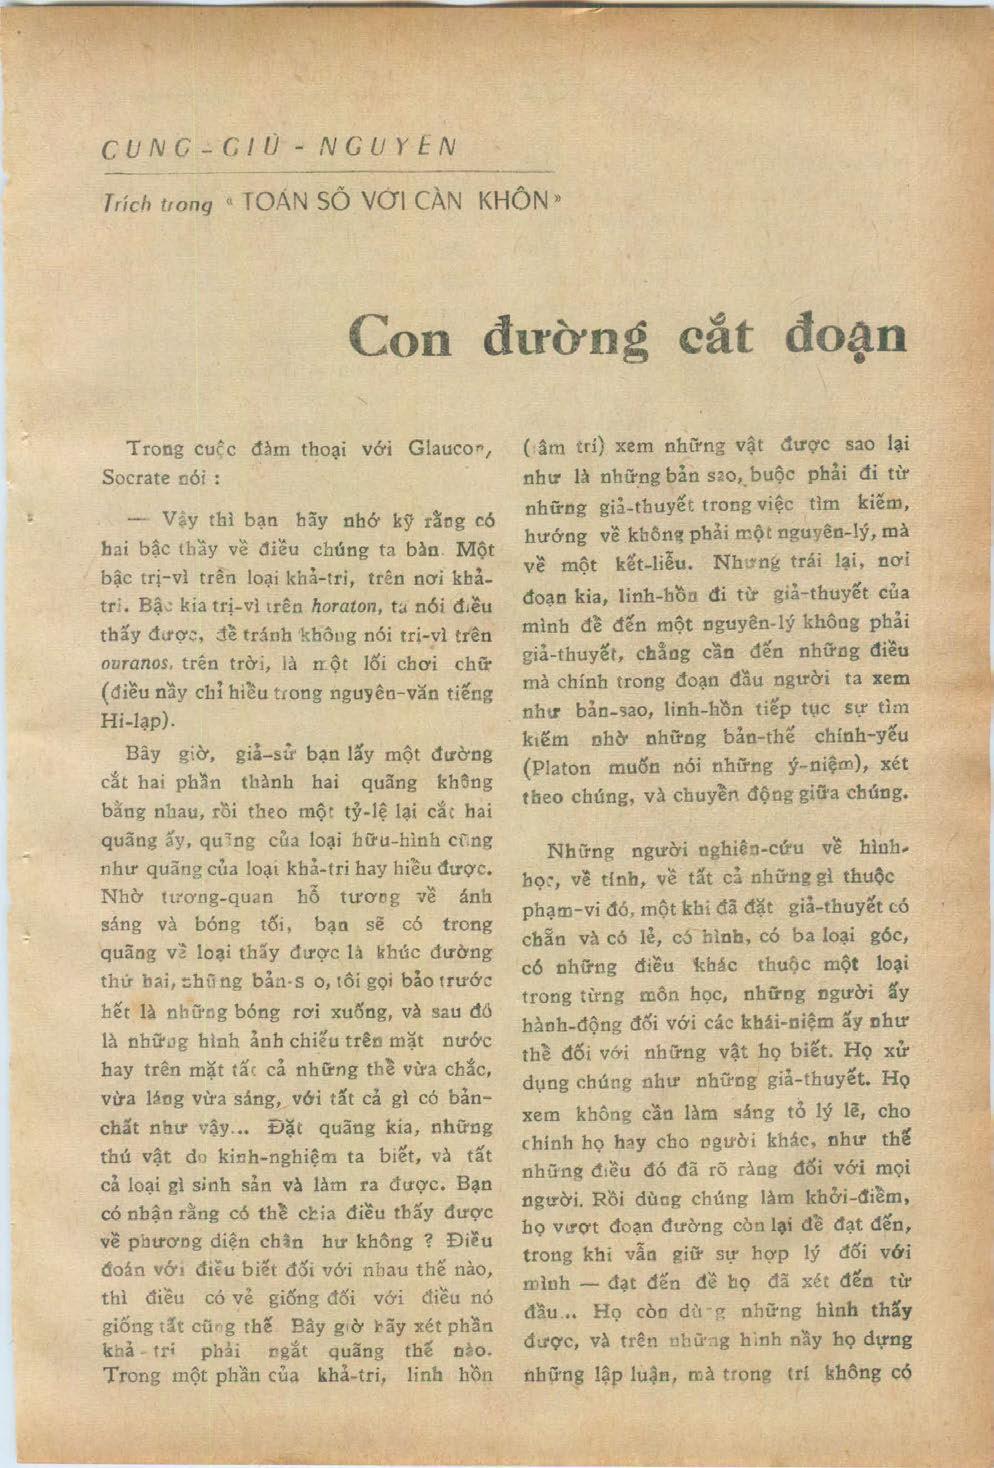 CUNG-GIŨ-NGUYÊN
Trích trong « TOÁN SỐ VỚI CÀN KHÔN »
Con đường cắt đoạn
Trong cuộc đàm thoại với Glaucon,
Socrate nói :
— Vậy thì bạn hãy nhớ kỹ rằng có
hai bậc thầy về điều chúng ta bàn. Một
bậc trị-vì trên loại khả-tri, trên nơi khả-
tri. Bậc kia trị-vì trên horaton, ta nói điều
thấy được, để tránh không nói trị-vì trên
ouranos, trên trời, là một lối chơi chữ
(điều nầy chỉ hiểu trong nguyên-văn tiếng
Hi-lạp).
Bây giờ, giả-sử bạn lấy một đường
cắt hai phần thành hai quãng không
bằng nhau, rồi theo một tỷ-lệ lại cắt hai
quãng ấy, quãng của loại hữu-hình cũng
như quãng của loại khả-tri hay hiểu được.
Nhờ tương-quan hỗ tương về ánh
sáng và bóng tối, bạn sẽ có trong
quãng về loại thấy được là khúc đường
thứ hai, những bản-s o, tôi gọi bảo trước
hết là những bóng rơi xuống, và sau đó
là những hình ảnh chiếu trên mặt nước
hay trên mặt tất cả những thể vừa chắc,
vừa láng vừa sáng, với tất cả gì có bản-
chất như vậy... Đặt quãng kia, những
thú vật do kinh-nghiệm ta biết, và tất
cả loại gì sinh sản và làm ra được. Bạn
có nhận rằng có thể chia điều thấy được
về phương diện chân hư không ? Điều
đoán với điều biết đối với nhau thế nào,
thì điều có vẻ giống đối với điều nó
giống tất cũng thế Bây giờ hãy xét phần
khả-tri phải ngắt quãng thế nào.
Trong một phần của khả-tri, linh hồn
( âm trí) xem những vật được sao lại
như là những bản sao, buộc phải đi từ
những giả-thuyết trong việc tìm kiếm,
hướng về không phải một nguyên-lý, mà
về một kết-liễu. Nhưng trái lại, nơi
đoạn kia, linh-hồn đi từ giả-thuyết của
mình để đến một nguyên-lý không phải
giả-thuyết, chẳng cần đến những điều
mà chính trong đoạn đầu người ta xem
như bản-sao, linh-hồn tiếp tục sự tìm
kiếm nhờ những bản-thể chính-yếu
(Platon muốn nói những ý-niệm), xét
theo chúng, và chuyển động giữa chúng.
Những người nghiên-cứu về hình-
học, về tính, về tất cả những gì thuộc
phạm-vi đó, một khi đã đặt giả-thuyết có
chẵn và có lẻ, có hình, có ba loại góc,
có những điều khác thuộc một loại
trong từng môn học, những người ấy
hành-động đối với các khái-niệm ấy như
thể đối với những vật họ biết. Họ xử
dụng chúng như những giả-thuyết. Họ
xem không cần làm sáng tỏ lý lẽ, cho
chinh họ hay cho người khác, như thể
những điều đó đã rõ ràng đối với mọi
người. Rồi dùng chúng làm khởi-điểm,
họ vượt đoạn đường còn lại để đạt đến,
trong khi vẫn giữ sự hợp lý đối với
mình — đạt đến đề họ đã xét đến từ
đầu... Họ còn dùng những hình thấy
được, và trên những hình nầy họ dựng
những lập luận, mà trong trí không có